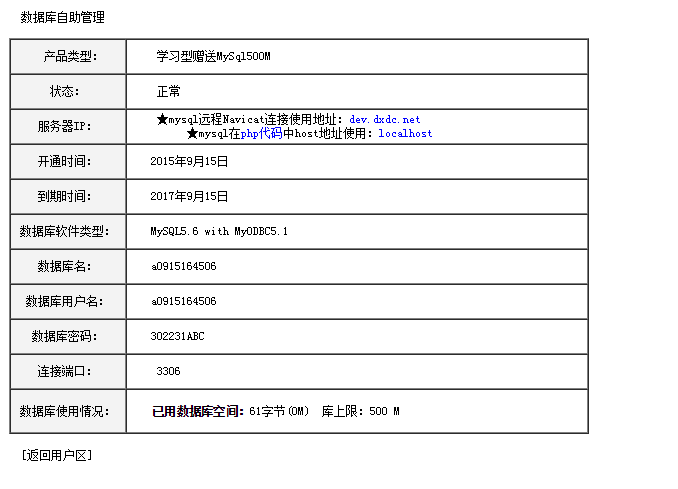 数据库自助管理
产品类型： 学习型赠送MySql500M
状态： 正常
服务器IP： ★mysql远程Navicat连接使用地址：dev.dxdc.net
★mysql在php代码中host地址使用：localhost
开通时间： 2015年9月15日
到期时间： 2017年9月15日
数据库软件类型： MySQL5.6 with MyODBC5.1
数据库名： a0915164506
数据库用户名： a0915164506
数据库密码： 302231ABC
连接端口： 3306
数据库使用情况： 已用数据库空间：61字节(0M) 库上限：500 M
[返回用户区]